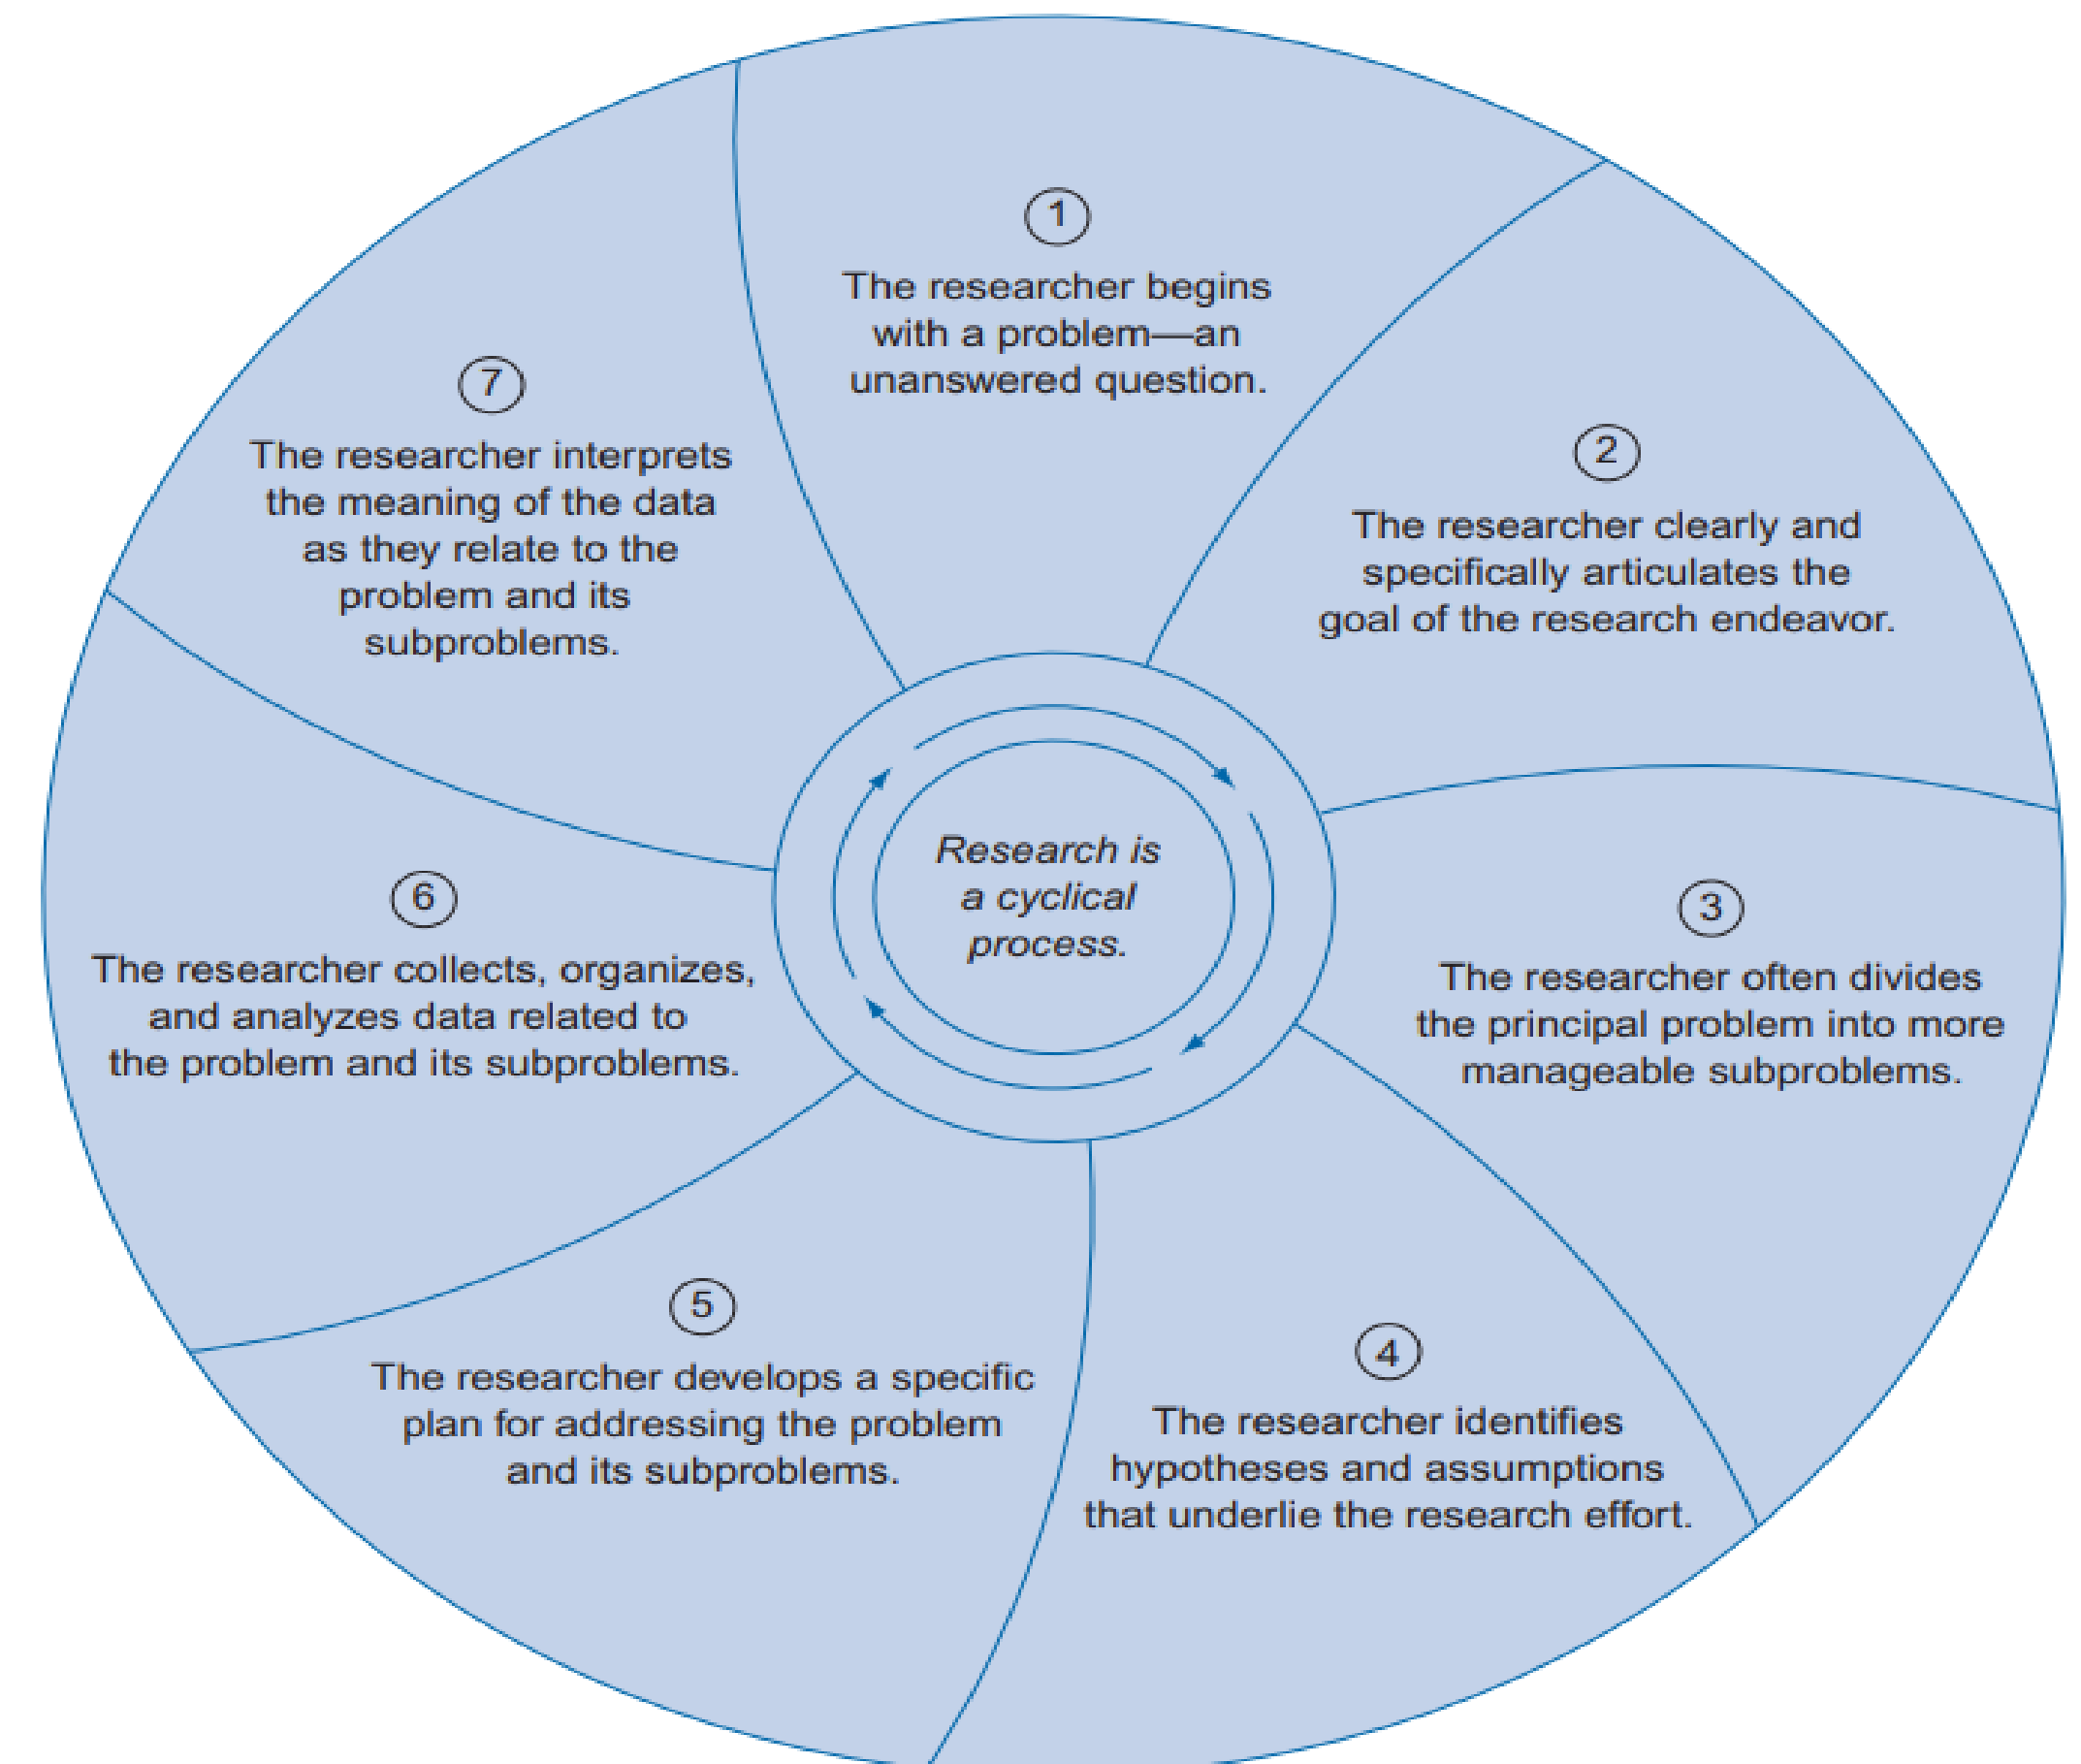 1
The researcher begins
with a problem—an
unanswered question.
2
The researcher clearly and
specifically articulates the
goal of the research endeavor.
3
The researcher often divides
the principal problem into more
manageable subproblems.
4
The researcher identifies
hypotheses and assumptions
that underlie the research effort.
5
The researcher develops a specific
plan for addressing the problem
and its subproblems.
6
The researcher collects, organizes,
and analyzes data related to
the problem and its subproblems.
7
The researcher interprets
the meaning of the data
as they relate to the
problem and its
subproblems.
Research is
a cyclical
process.